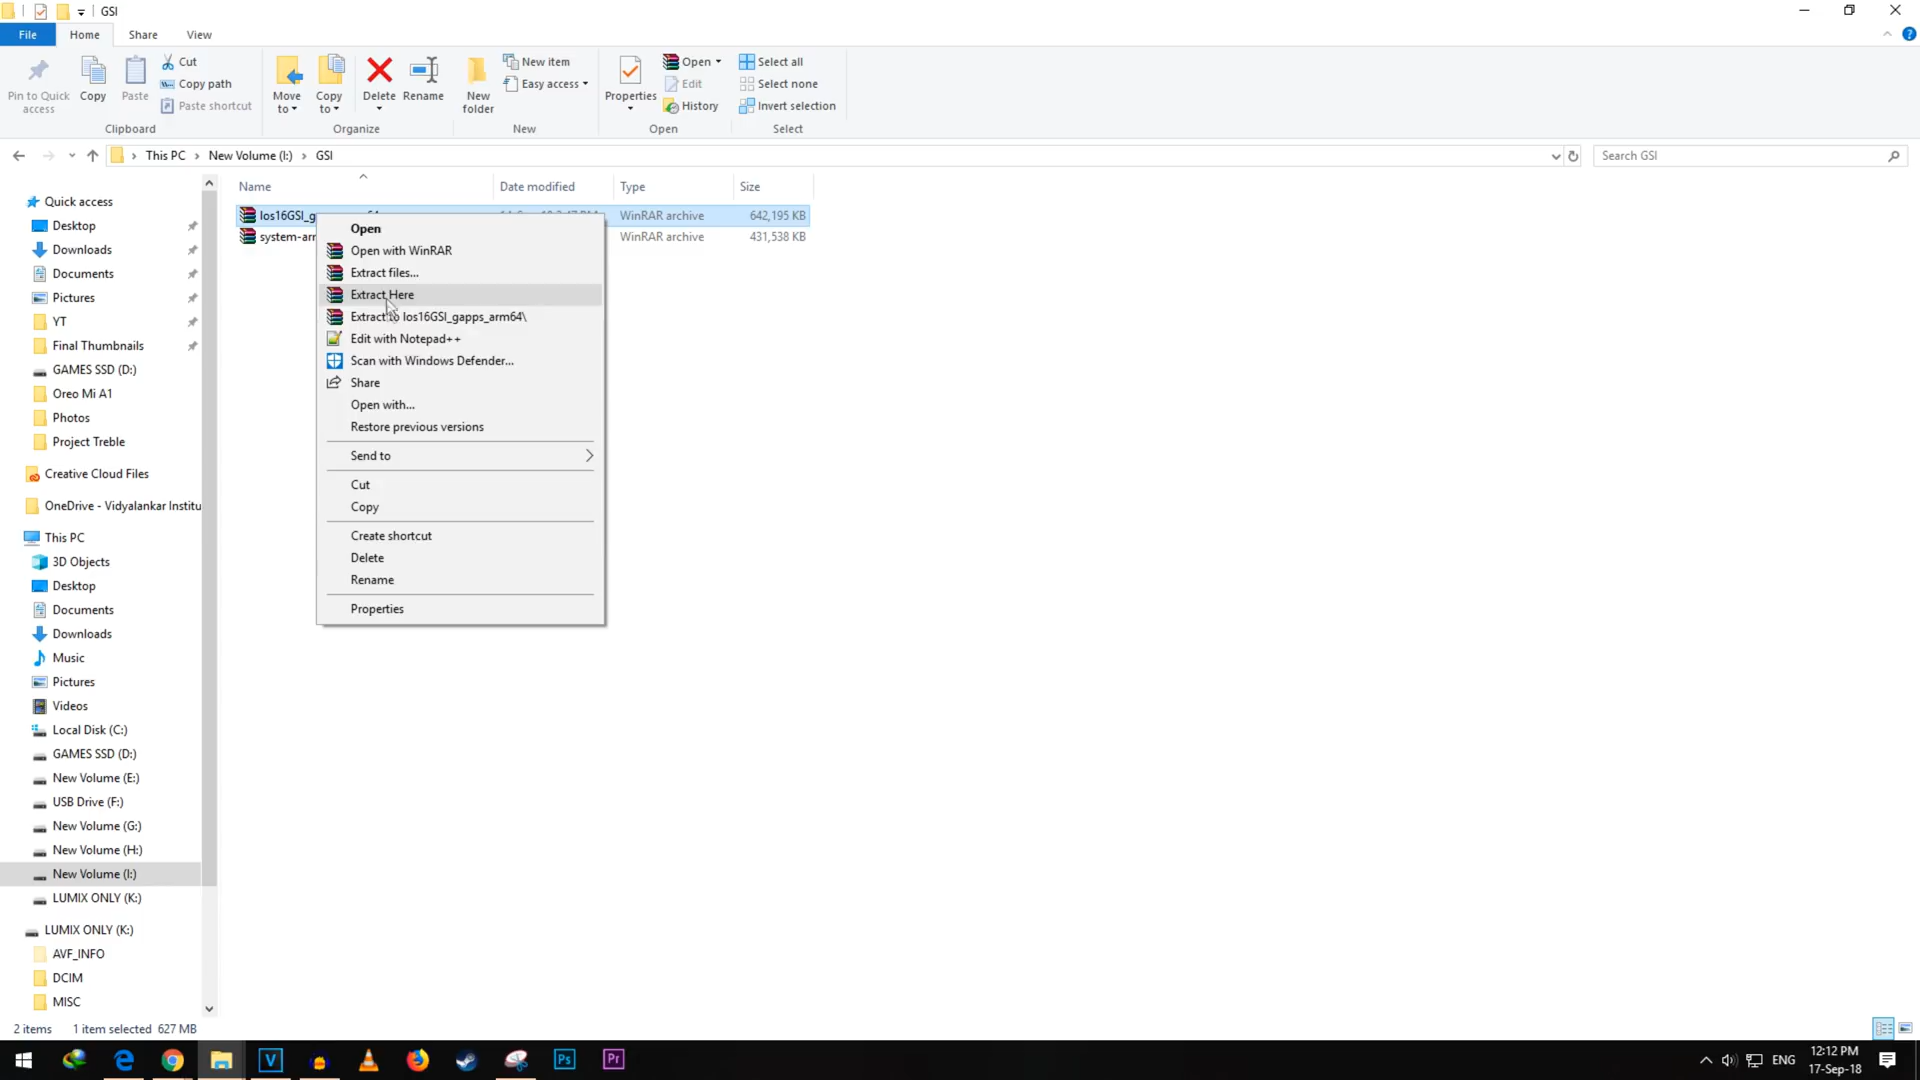 GSI
File Home Share View
Pin to Quick access
Copy
Paste
Cut
Copy path
Paste shortcut
Clipboard
Move to
Copy to
Delete
Rename
Organize
New folder
New item
Easy access
New
Properties
Open
Edit
History
Open
Select all
Select none
Invert selection
Select
This PC › New Volume (I:) › GSI
Search GSI
Name Date modified Type Size
WinRAR archive 642,195 KB
WinRAR archive 431,538 KB
Open
Open with WinRAR
Extract files...
Extract Here
Extract to los16GSI_gapps_arm64\
Edit with Notepad++
Scan with Windows Defender...
Share
Open with...
Restore previous versions
Send to
Cut
Copy
Create shortcut
Delete
Rename
Properties
Quick access
Desktop
Downloads
Documents
Pictures
YT
Final Thumbnails
GAMES SSD (D:)
Oreo Mi A1
Photos
Project Treble
Creative Cloud Files
OneDrive - Vidyalankar Institu
This PC
3D Objects
Desktop
Documents
Downloads
Music
Pictures
Videos
Local Disk (C:)
GAMES SSD (D:)
New Volume (E:)
USB Drive (F:)
New Volume (G:)
New Volume (H:)
New Volume (I:)
LUMIX ONLY (K:)
LUMIX ONLY (K:)
AVF_INFO
DCIM
MISC
2 items 1 item selected 627 MB
V
Ps
Pr
ENG
12:12 PM
17-Sep-18